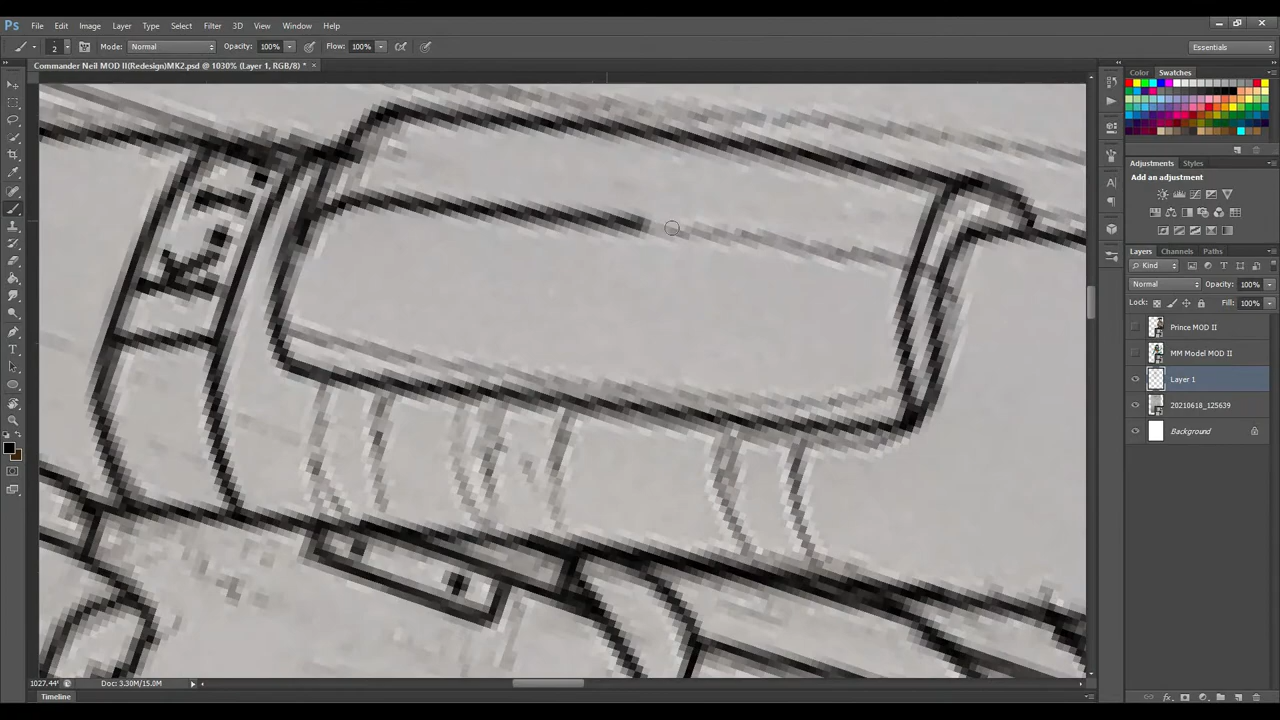 Ps File Edit Image Layer Type Select Filter 3D View Window Help
2 Mode: Normal Opacity: 100% Flow: 100% Essentials
Commander Neil MOD II(Redesign)MK2.psd @ 1030% (Layer 1, RGB/8) * ×
Color Swatches
Adjustments Styles
Add an adjustment
Layers Channels Paths
Kind
Normal Opacity: 100%
Lock: Fill: 100%
Prince MOD II
MM Model MOD II
Layer 1
20210618_125639
Background
1027.44' Doc: 3.30M/15.0M
Timeline